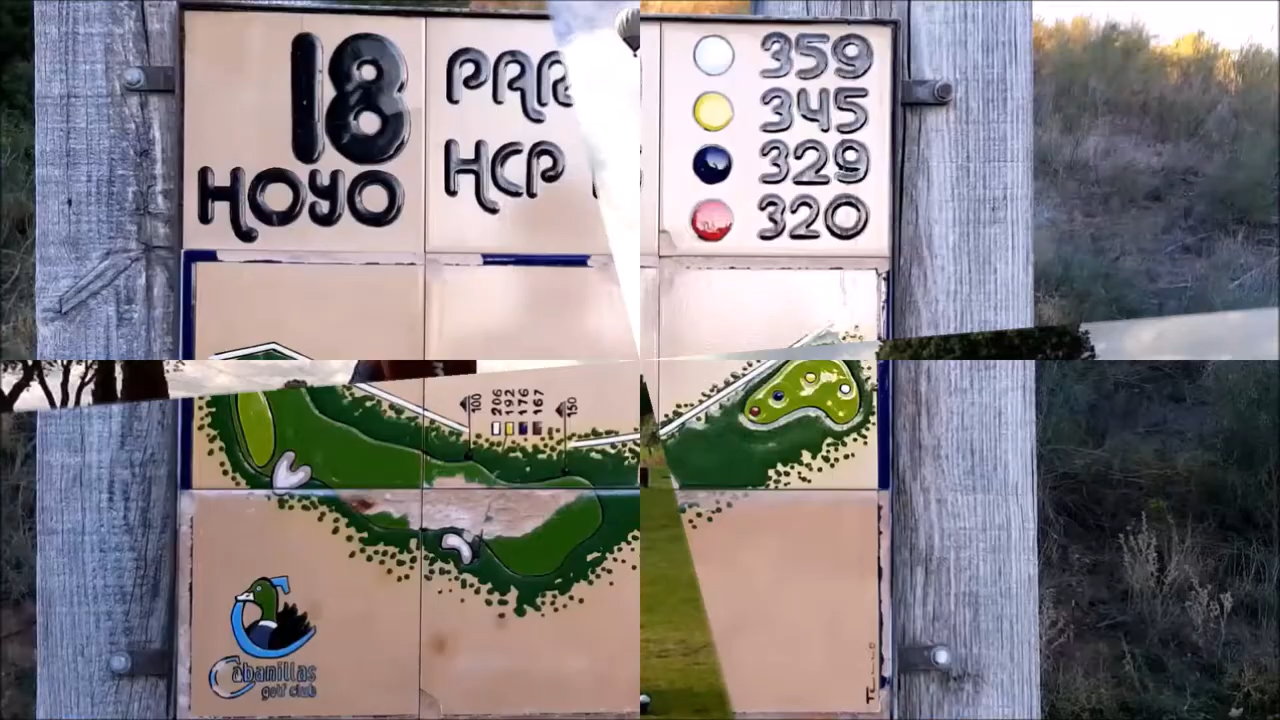 18
HOYO
PAR
HCP
359
345
329
320
100
206
192
176
167
150
Cabanillas
golf club